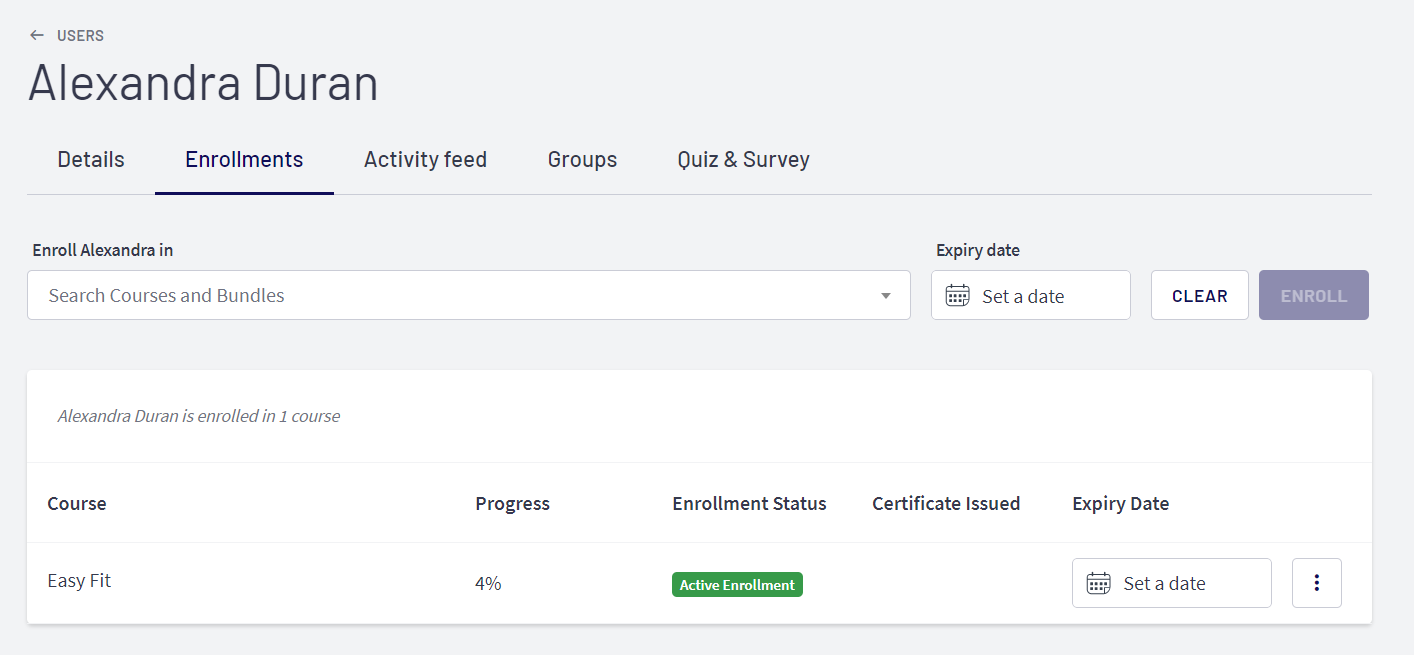 ← USERS
Alexandra Duran
Details Enrollments Activity feed Groups Quiz & Survey
Enroll Alexandra in Expiry date
Search Courses and Bundles Set a date CLEAR ENROLL
Alexandra Duran is enrolled in 1 course
Course Progress Enrollment Status Certificate Issued Expiry Date
Easy Fit 4% Active Enrollment Set a date